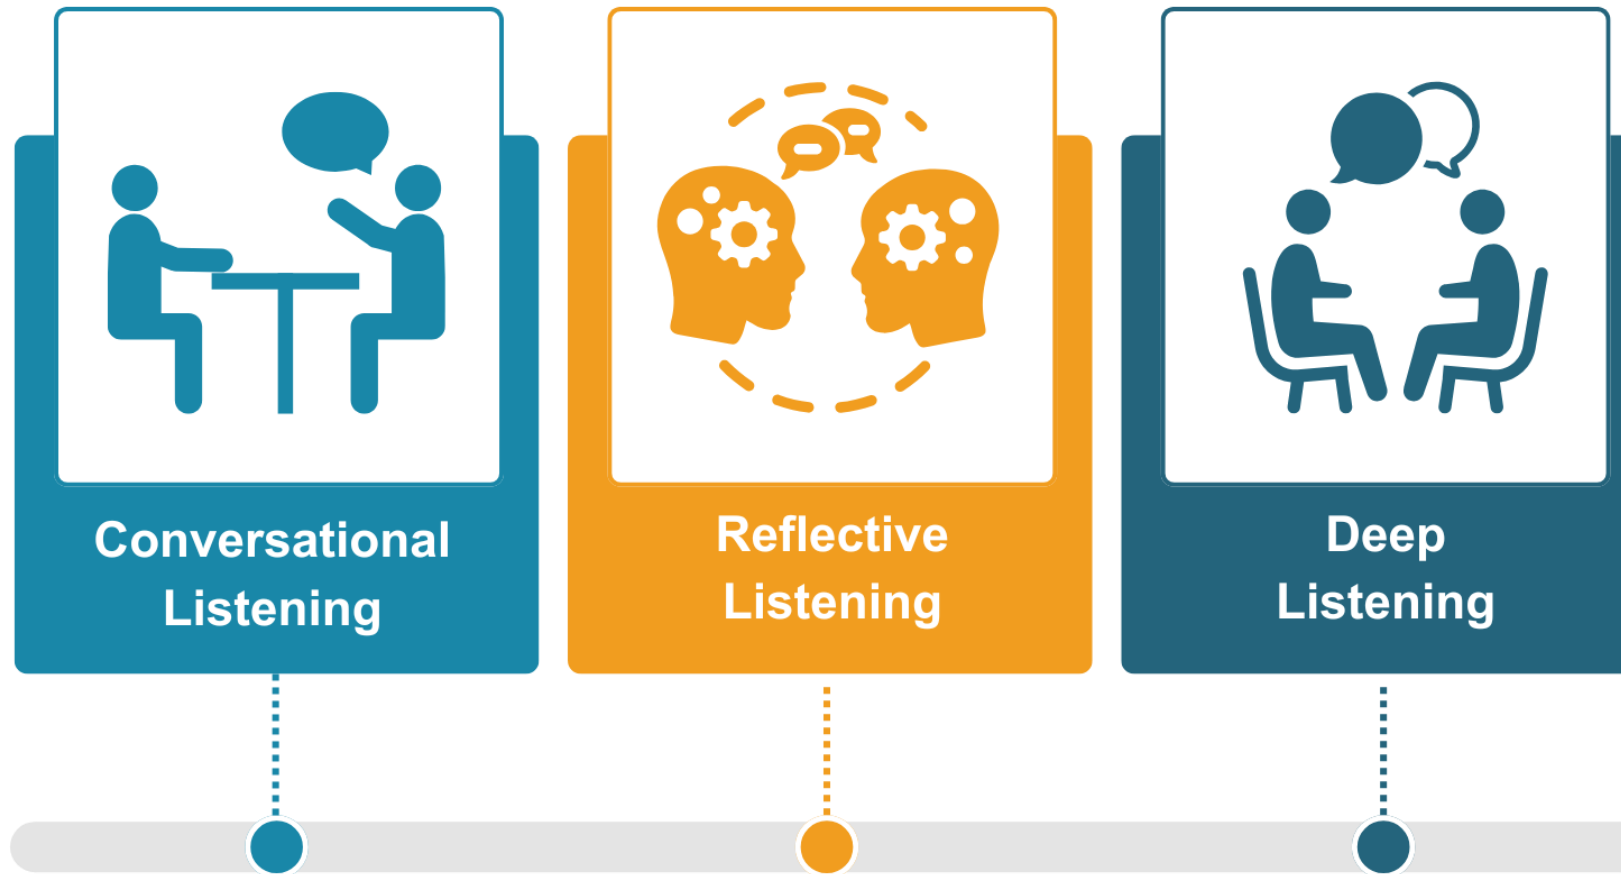 Conversational
Listening
Reflective
Listening
Deep
Listening